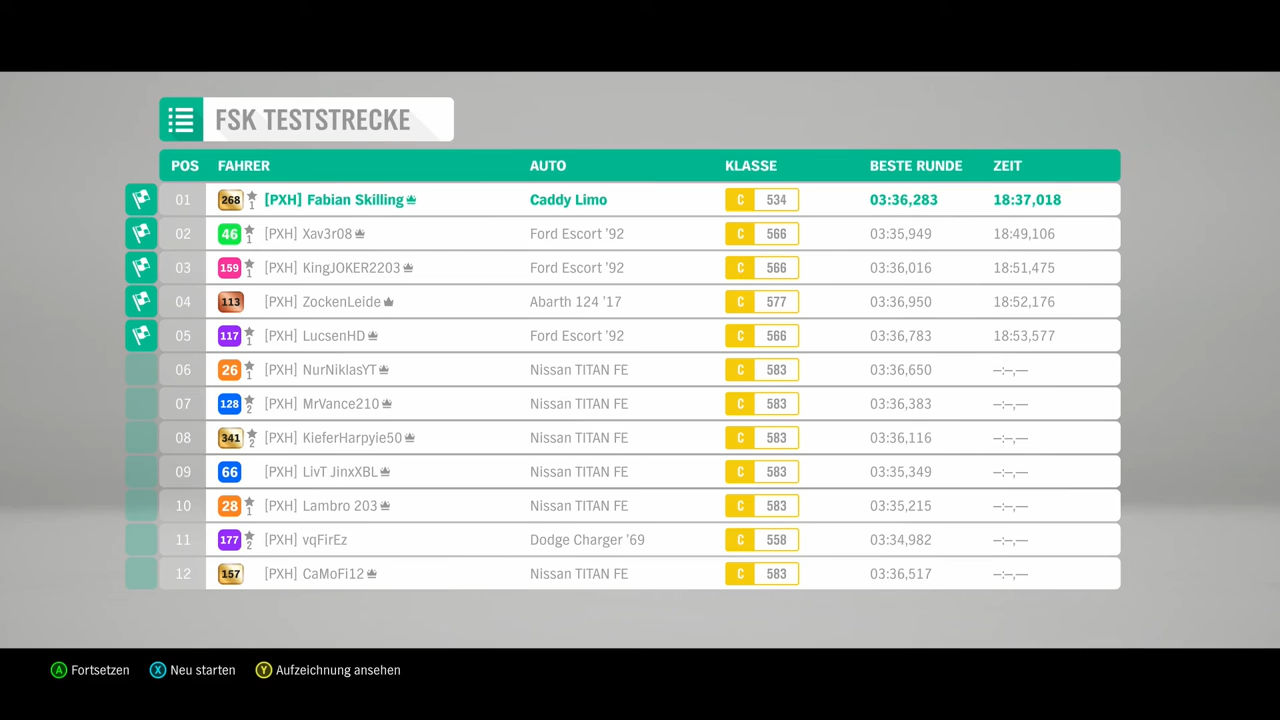 FSK TESTSTRECKE
POS FAHRER AUTO KLASSE BESTE RUNDE ZEIT
01 268 1 [PXH] Fabian Skilling Caddy Limo C 534 03:36,283 18:37,018
02 46 1 [PXH] Xav3r08 Ford Escort '92 C 566 03:35,949 18:49,106
03 159 1 [PXH] KingJOKER2203 Ford Escort '92 C 566 03:36,016 18:51,475
04 113 [PXH] ZockenLeide Abarth 124 '17 C 577 03:36,950 18:52,176
05 117 1 [PXH] LucsenHD Ford Escort '92 C 566 03:36,783 18:53,577
06 26 1 [PXH] NurNiklasYT Nissan TITAN FE C 583 03:36,650 –:–,––
07 128 2 [PXH] MrVance210 Nissan TITAN FE C 583 03:36,383 –:–,––
08 341 2 [PXH] KieferHarpyie50 Nissan TITAN FE C 583 03:36,116 –:–,––
09 66 [PXH] LivT JinxXBL Nissan TITAN FE C 583 03:35,349 –:–,––
10 28 1 [PXH] Lambro 203 Nissan TITAN FE C 583 03:35,215 –:–,––
11 177 2 [PXH] vqFirEz Dodge Charger '69 C 558 03:34,982 –:–,––
12 157 [PXH] CaMoFi12 Nissan TITAN FE C 583 03:36,517 –:–,––
A Fortsetzen X Neu starten Y Aufzeichnung ansehen